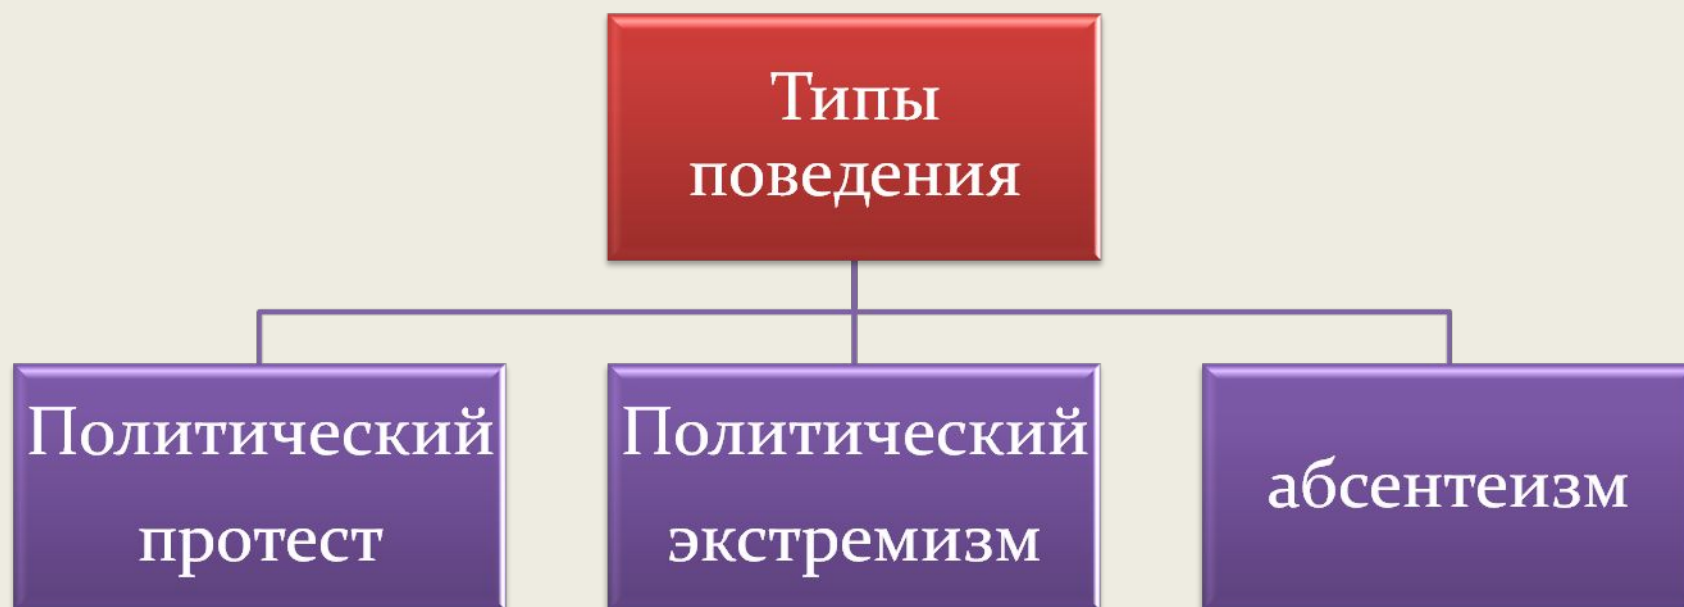 Типы
поведения
Политический
протест
Политический
экстремизм
абсентеизм